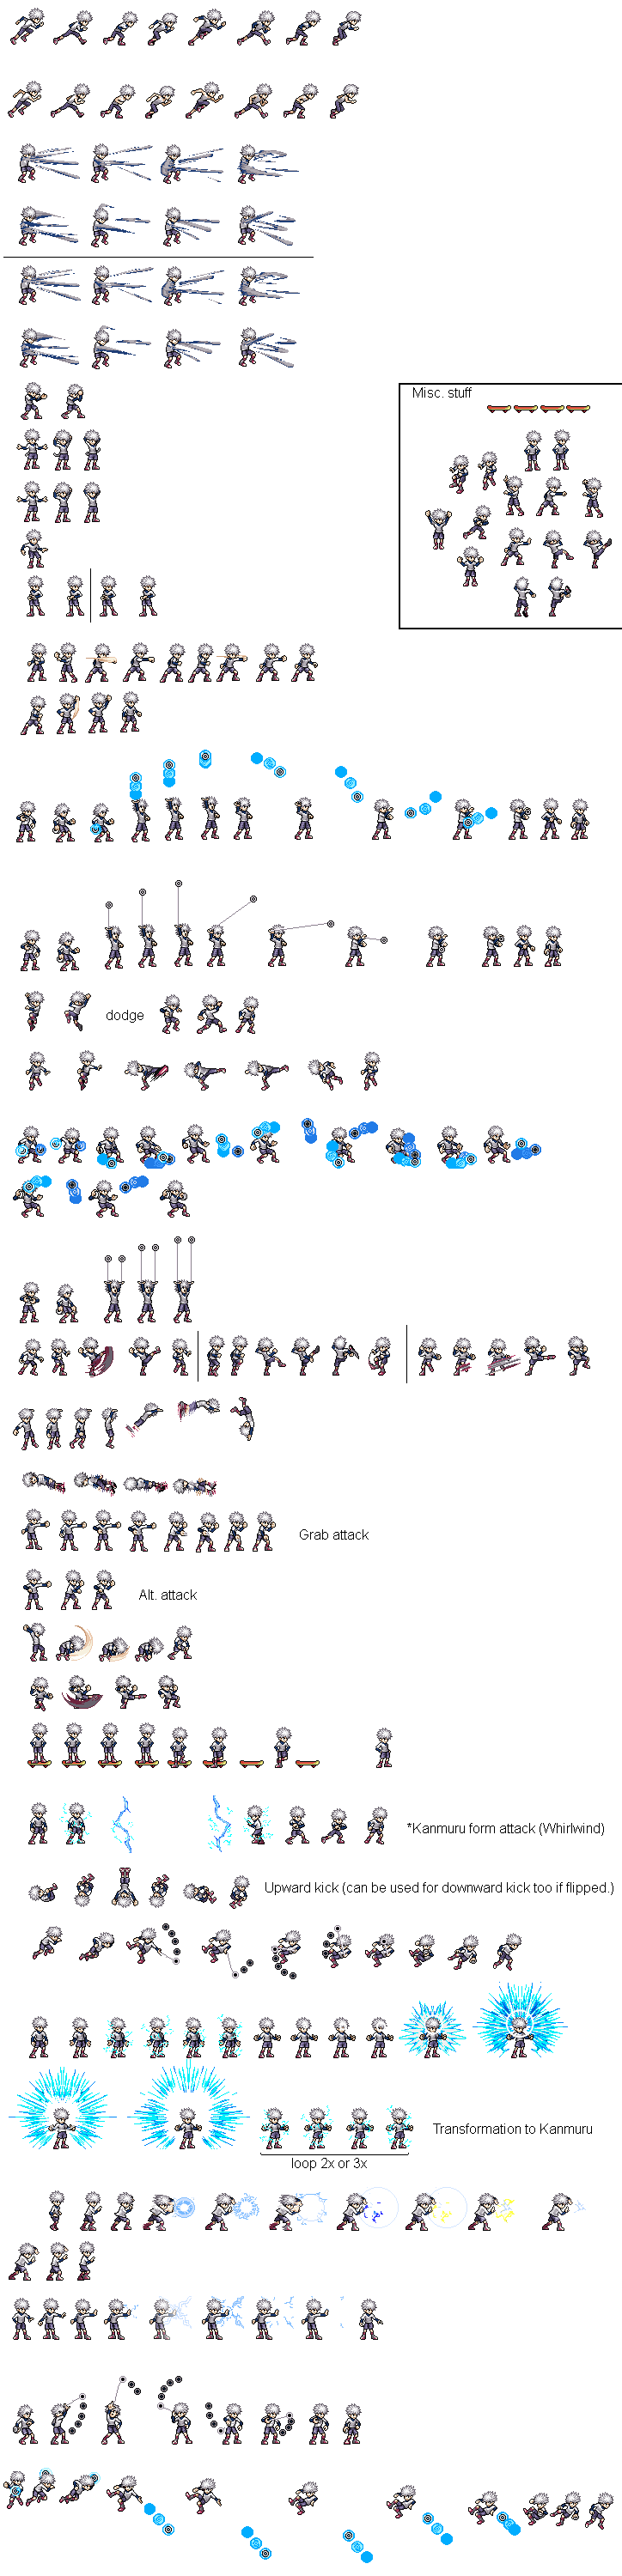 Misc. stuff
dodge
Grab attack
Alt. attack
*Kanmuru form attack (Whirlwind)
Upward kick (can be used for downward kick too if flipped.)
Transformation to Kanmuru
loop 2x or 3x